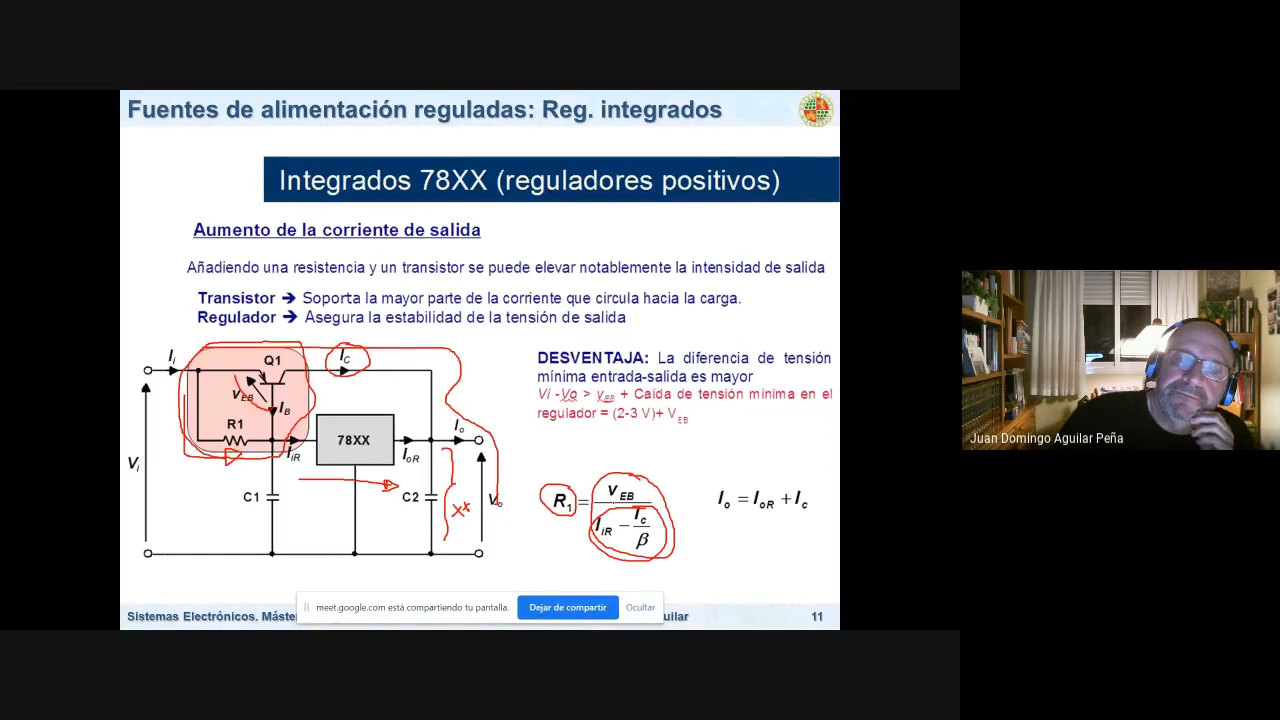 Fuentes de alimentación reguladas: Reg. integrados
Integrados 78XX (reguladores positivos)
Aumento de la corriente de salida
Añadiendo una resistencia y un transistor se puede elevar notablemente la intensidad de salida
Transistor ➔ Soporta la mayor parte de la corriente que circula hacia la carga.
Regulador ➔ Asegura la estabilidad de la tensión de salida
Ii
Q1
IC
VEB
IB
R1
IiR
78XX
IoR
Io
Vi
C1
C2
xx
Vo
DESVENTAJA: La diferencia de tensión
mínima entrada-salida es mayor
Vi -Vo > VEB + Caída de tensión mínima en el
regulador = (2-3 V)+ VEB
R1 = VEB / (IiR − Ic / β)
Io = IoR + Ic
Juan Domingo Aguilar Peña
meet.google.com está compartiendo tu pantalla.
Dejar de compartir
Ocultar
Sistemas Electrónicos. Máste
uilar
11